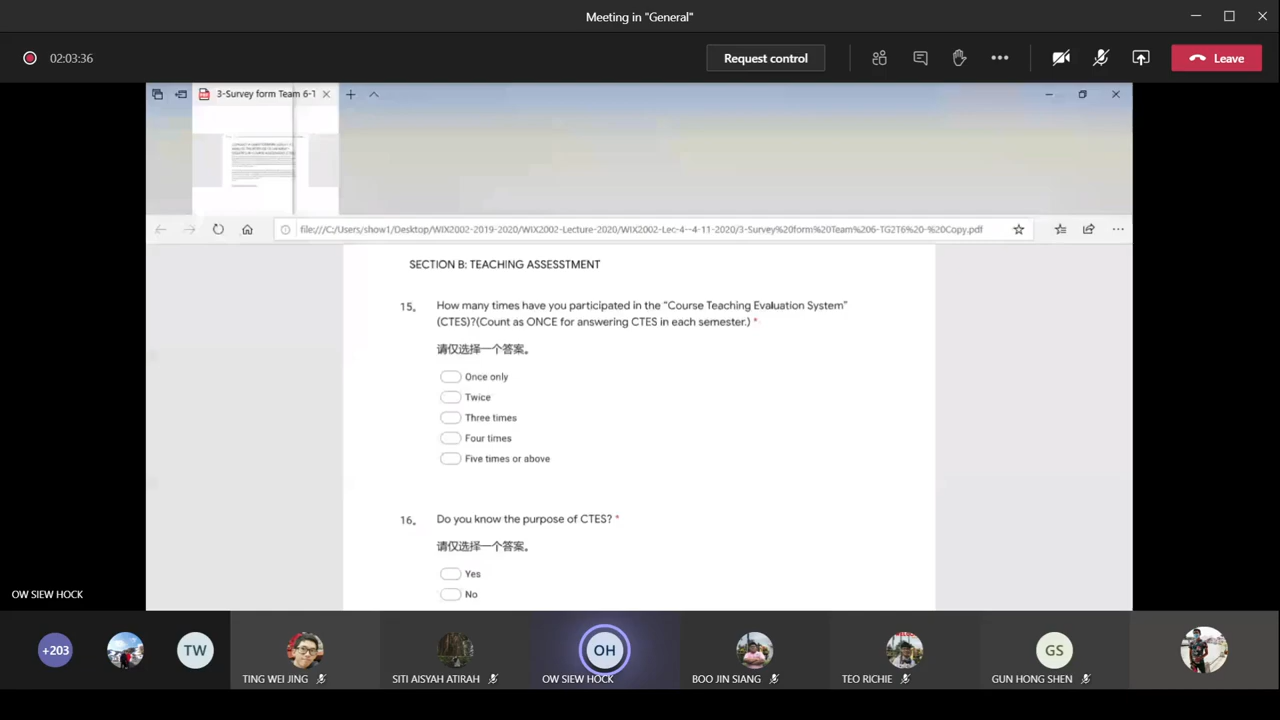 Meeting in "General"
02:03:36
Request control
Leave
3-Survey form Team 6-T
file:///C:/Users/show1/Desktop/WIX2002-2019-2020/WIX2002-Lecture-2020/WIX2002-Lec-4--4-11-2020/3-Survey%20form%20Team%206-TG2T6%20-%20Copy.pdf
SECTION B: TEACHING ASSESSTMENT
15。 How many times have you participated in the "Course Teaching Evaluation System"
(CTES)?(Count as ONCE for answering CTES in each semester.) *
请仅选择一个答案。
Once only
Twice
Three times
Four times
Five times or above
16。 Do you know the purpose of CTES? *
请仅选择一个答案。
Yes
No
OW SIEW HOCK
+203
TW
OH
GS
TING WEI JING
SITI AISYAH ATIRAH
OW SIEW HOCK
BOO JIN SIANG
TEO RICHIE
GUN HONG SHEN